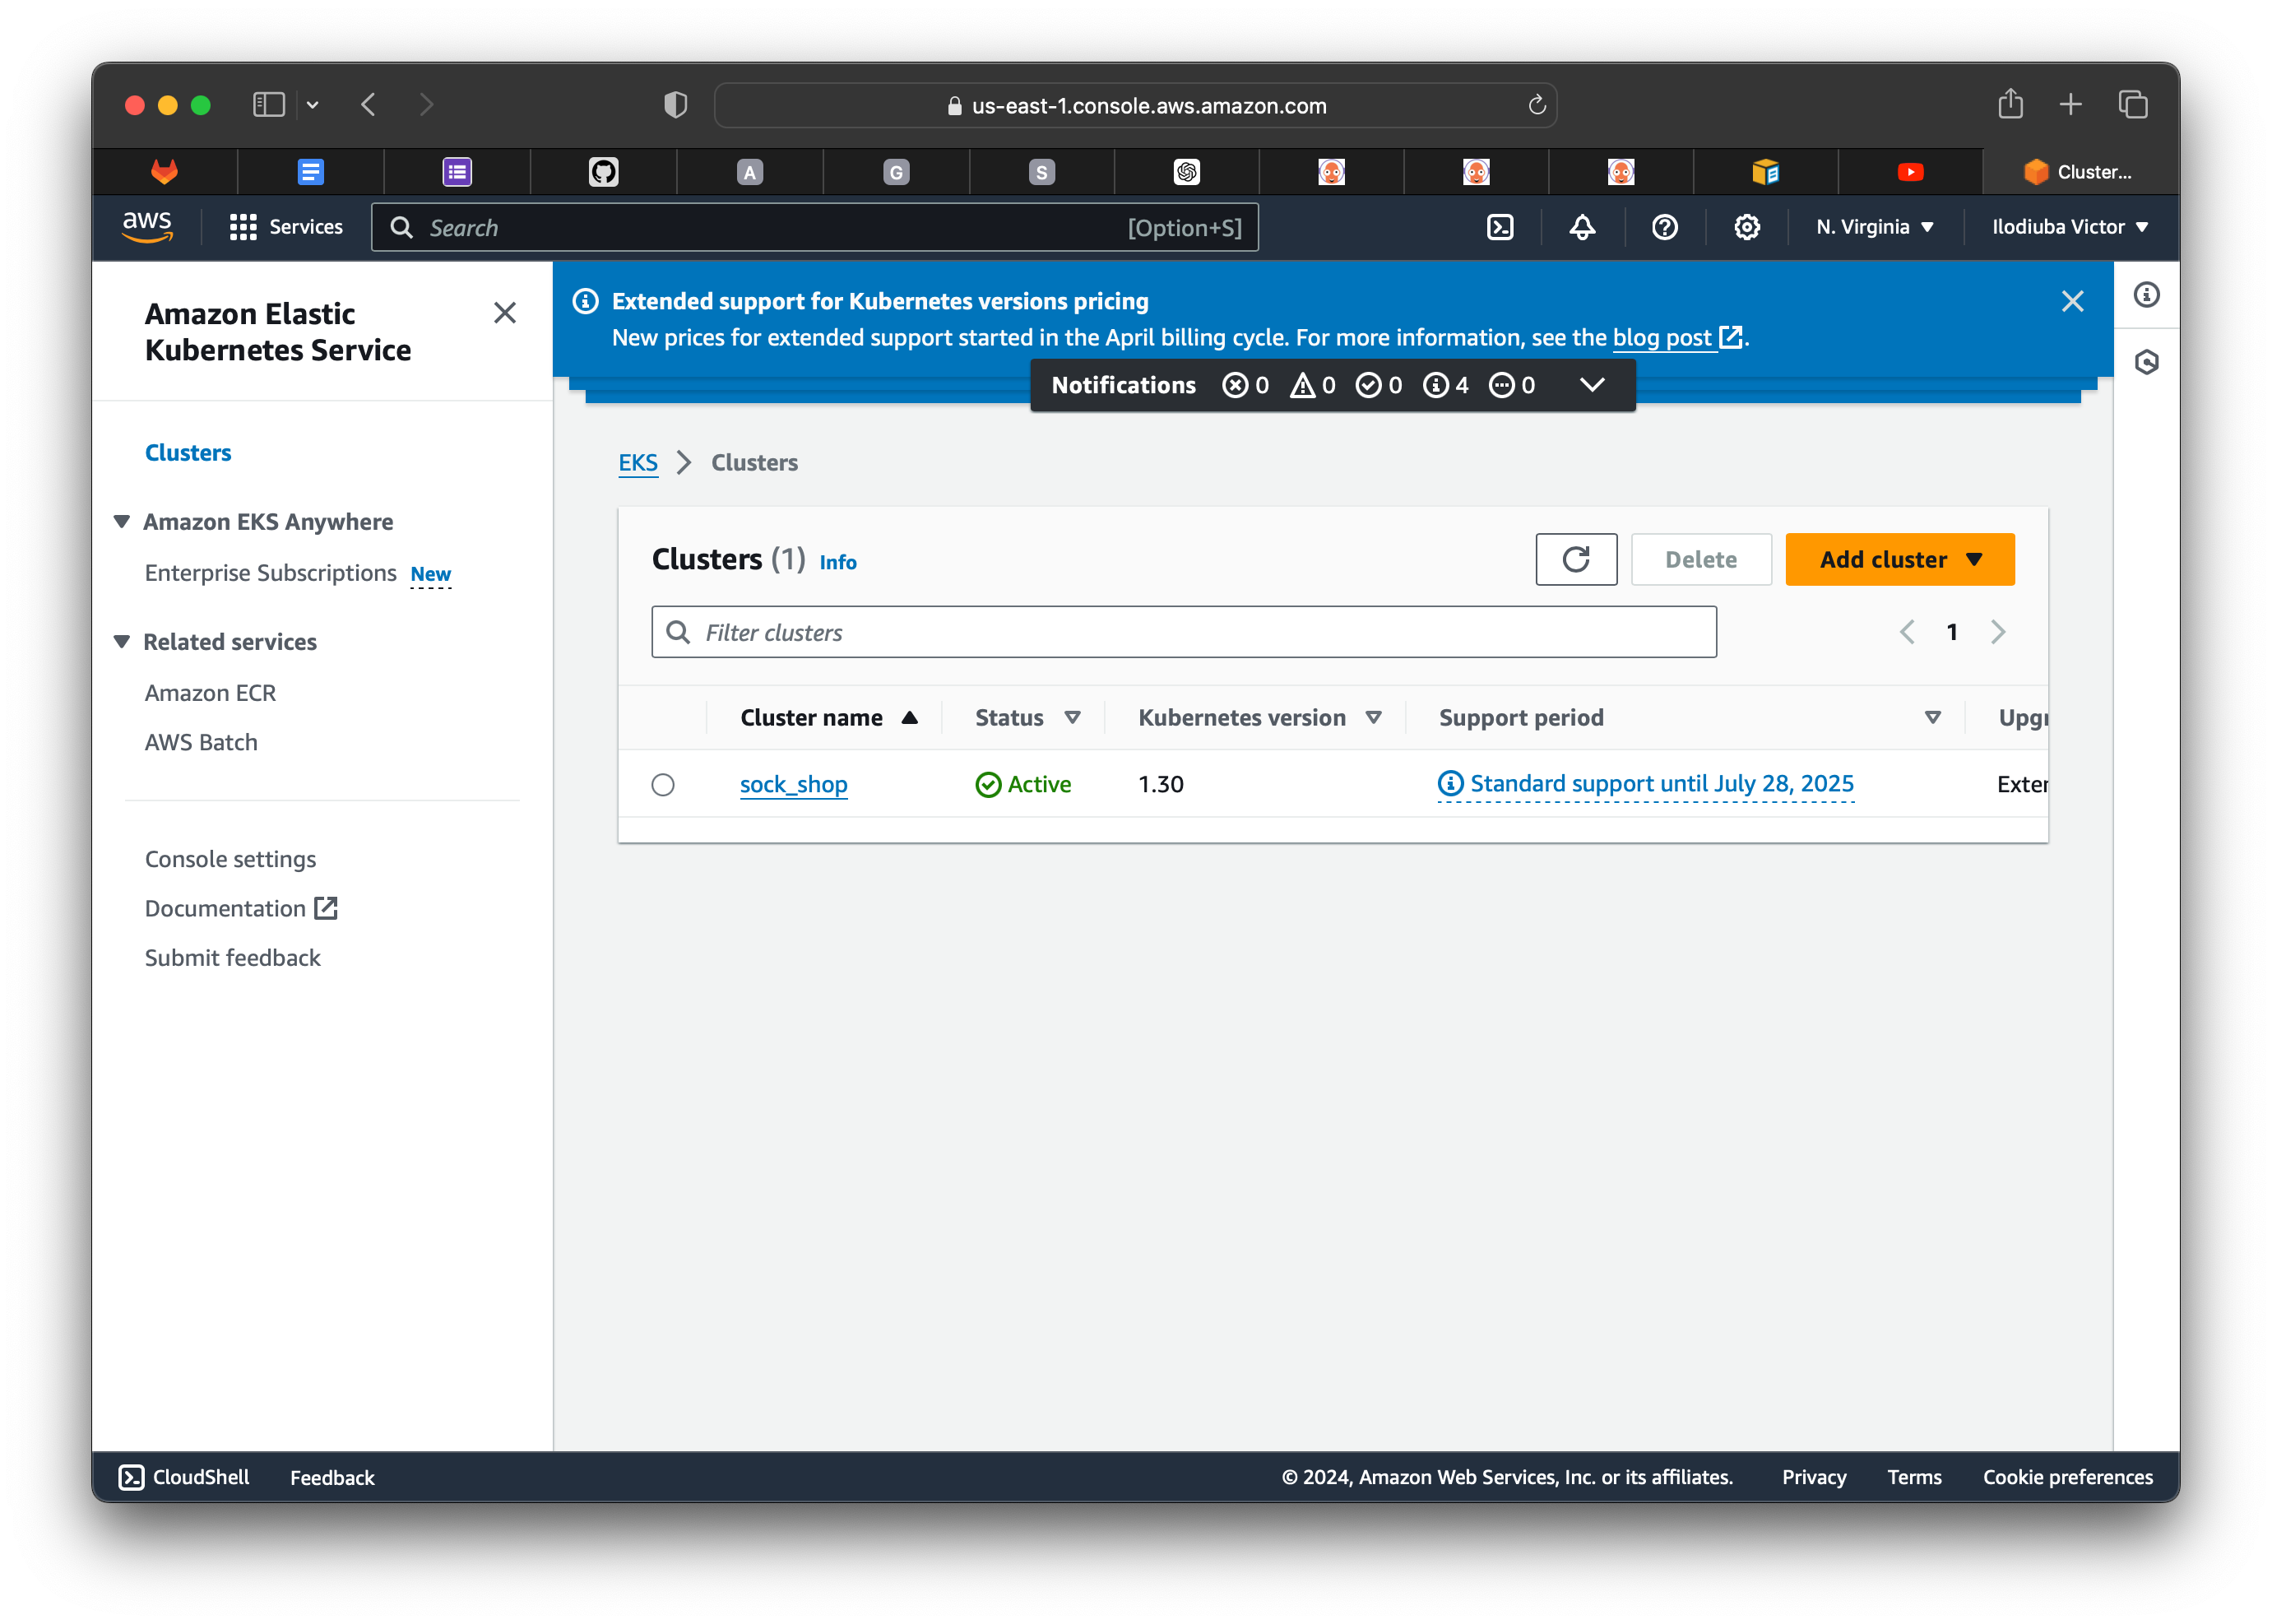 us-east-1.console.aws.amazon.com
A
G
S
Cluster...
aws
Services
Search
[Option+S]
N. Virginia
Ilodiuba Victor
Amazon Elastic
Kubernetes Service
Clusters
Amazon EKS Anywhere
Enterprise Subscriptions New
Related services
Amazon ECR
AWS Batch
Console settings
Documentation
Submit feedback
Extended support for Kubernetes versions pricing
New prices for extended support started in the April billing cycle. For more information, see the blog post.
Notifications 0 0 0 4 0
EKS Clusters
Clusters (1) Info
Delete
Add cluster
Filter clusters
1
Cluster name Status Kubernetes version Support period Upgr
sock_shop Active 1.30 Standard support until July 28, 2025 Exter
CloudShell Feedback © 2024, Amazon Web Services, Inc. or its affiliates. Privacy Terms Cookie preferences